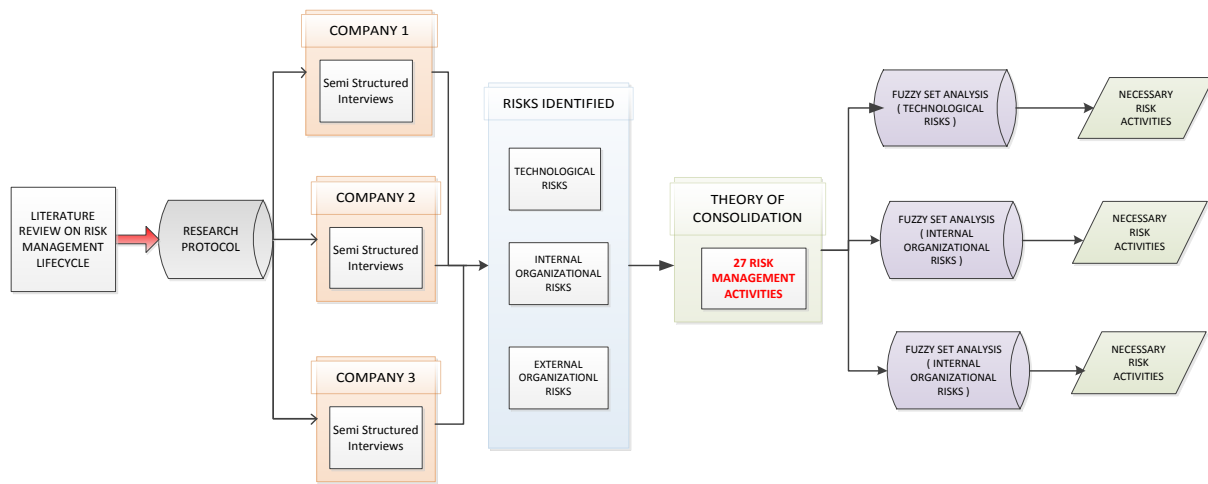 LITERATURE
REVIEW ON RISK
MANAGEMENT
LIFECYCLE
RESEARCH
PROTOCOL
COMPANY 1
Semi Structured
Interviews
COMPANY 2
Semi Structured
Interviews
COMPANY 3
Semi Structured
Interviews
RISKS IDENTIFIED
TECHNOLOGICAL
RISKS
INTERNAL
ORGANIZATIONAL
RISKS
EXTERNAL
ORGANIZATIONL
RISKS
THEORY OF
CONSOLIDATION
27 RISK
MANAGEMENT
ACTIVITIES
FUZZY SET ANALYSIS
( TECHNOLOGICAL
RISKS )
NECESSARY
RISK
ACTIVITIES
FUZZY SET ANALYSIS
( INTERNAL
ORGANIZATIONAL
RISKS )
NECESSARY
RISK
ACTIVITIES
FUZZY SET ANALYSIS
( INTERNAL
ORGANIZATIONAL
RISKS )
NECESSARY
RISK
ACTIVITIES